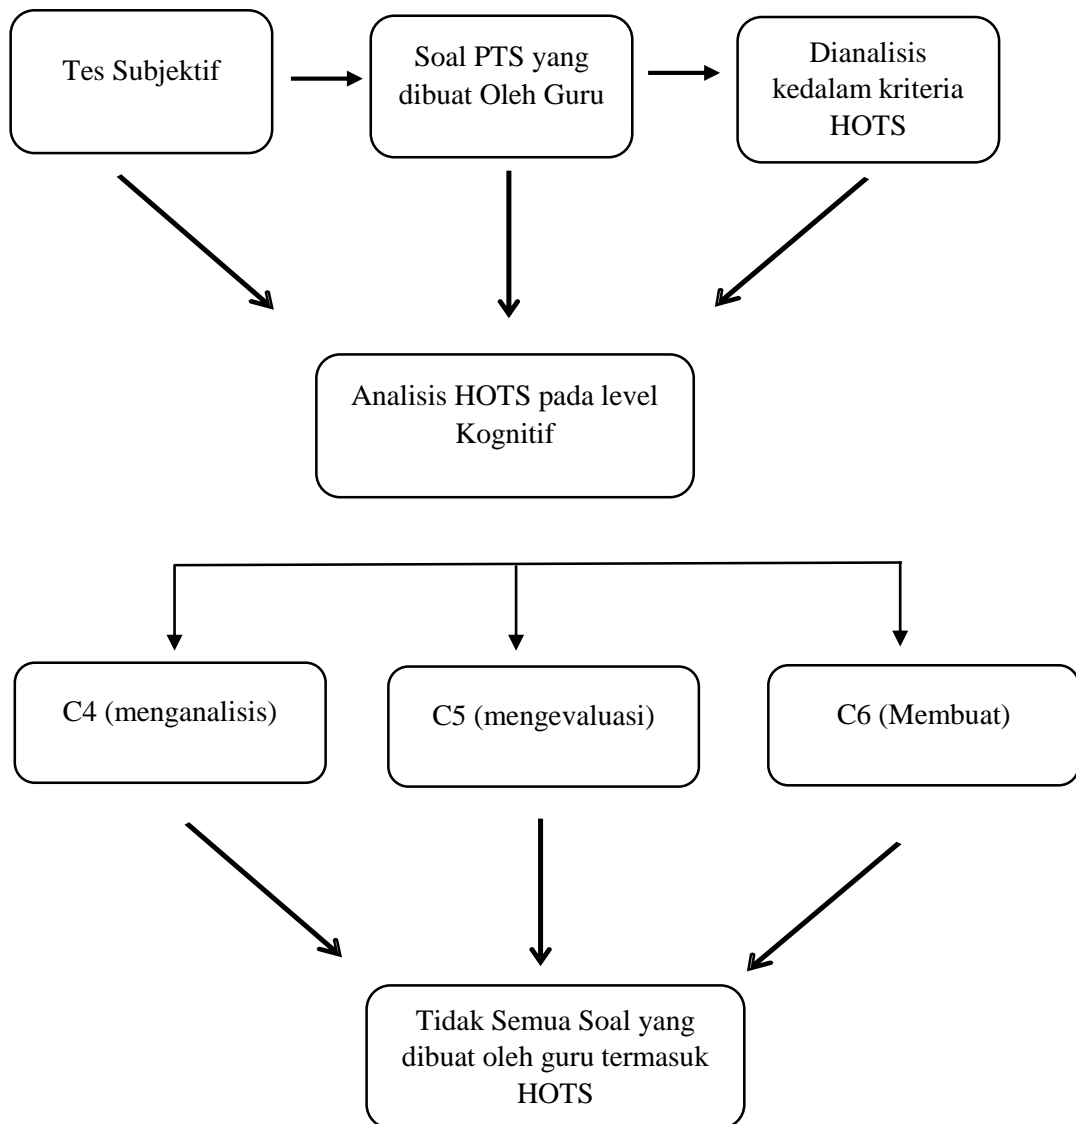 Tes Subjektif
Soal PTS yang
dibuat Oleh Guru
Dianalisis
kedalam kriteria
HOTS
Analisis HOTS pada level
Kognitif
C4 (menganalisis)
C5 (mengevaluasi)
C6 (Membuat)
Tidak Semua Soal yang
dibuat oleh guru termasuk
HOTS